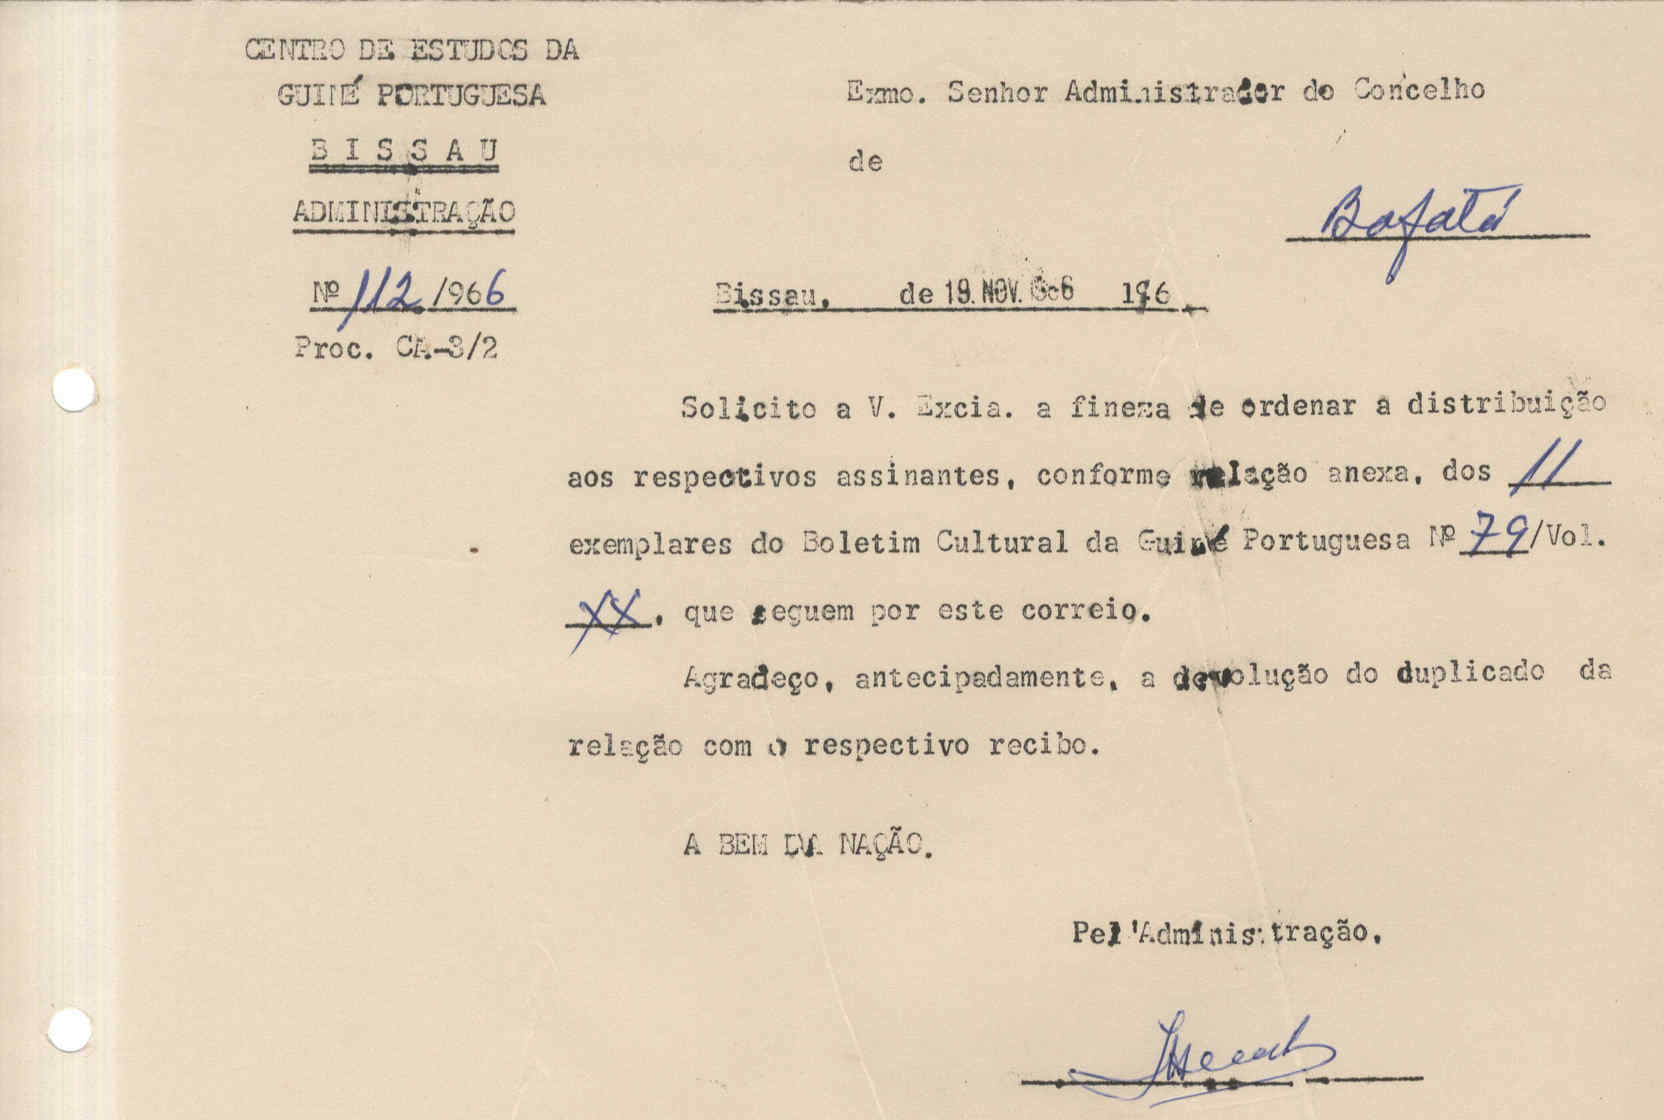 CENTRO DE ESTUDOS DA
GUINÉ PORTUGUESA
BISSAU
ADMINISTRAÇÃO
Nº 112/966
Proc. CA-3/2
Exmo. Senhor Administrador do Concelho
de
Bafatá
Bissau, de 19. NOV. 1966 196
Solicito a V. Excia. a fineza de ordenar a distribuição
aos respectivos assinantes, conforme relação anexa, dos 11
exemplares do Boletim Cultural da Guiné Portuguesa Nº 79/Vol.
XX, que seguem por este correio.
Agradeço, antecipadamente, a devolução do duplicado da
relação com o respectivo recibo.
A BEM DA NAÇÃO.
Pel'Administração,